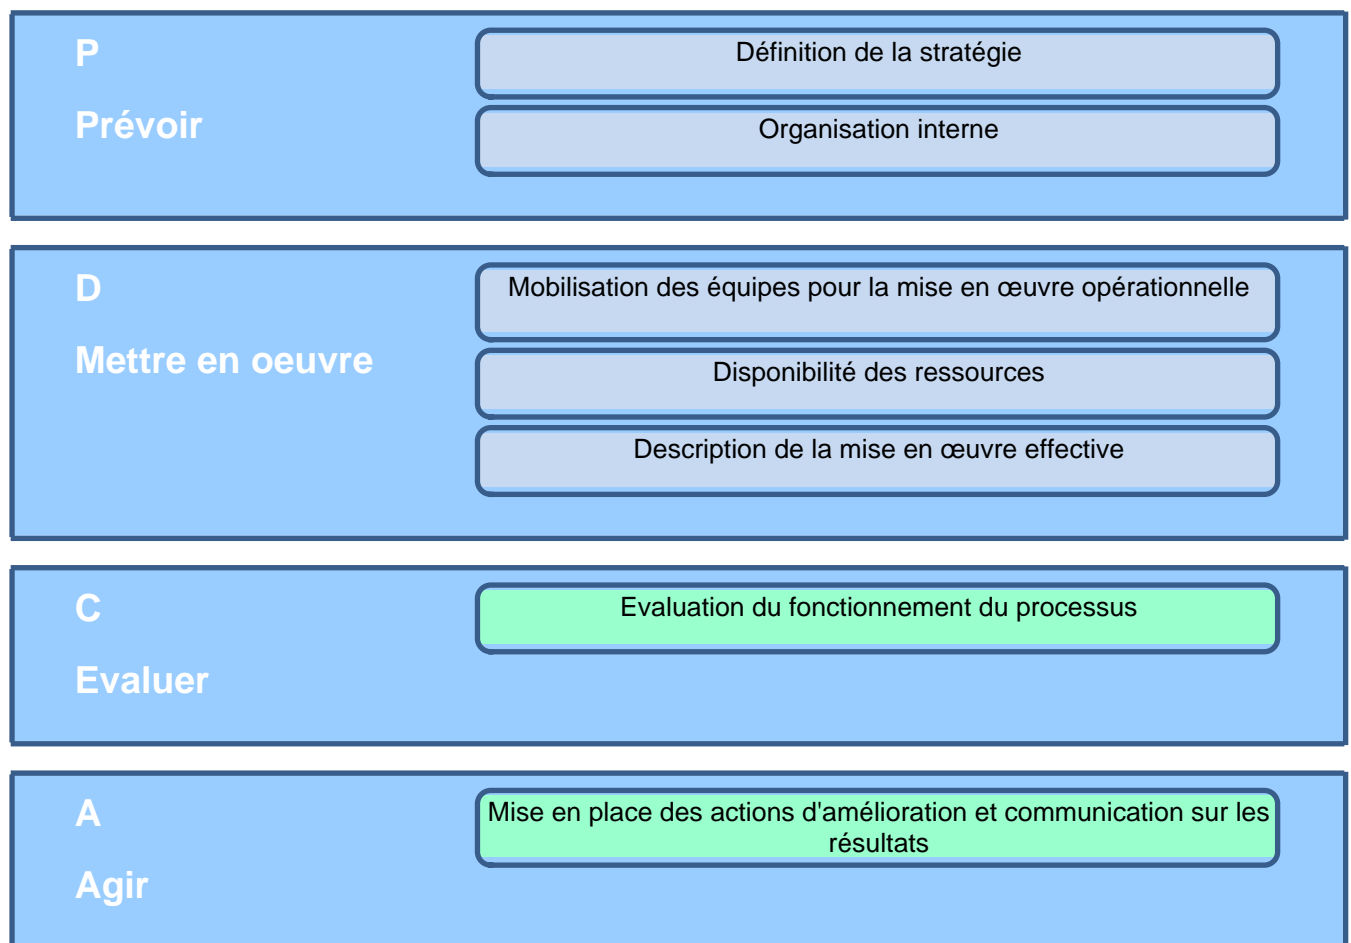 P
Prévoir
Définition de la stratégie
Organisation interne
D
Mettre en oeuvre
Mobilisation des équipes pour la mise en œuvre opérationnelle
Disponibilité des ressources
Description de la mise en œuvre effective
C
Evaluer
Evaluation du fonctionnement du processus
A
Agir
Mise en place des actions d'amélioration et communication sur les
résultats